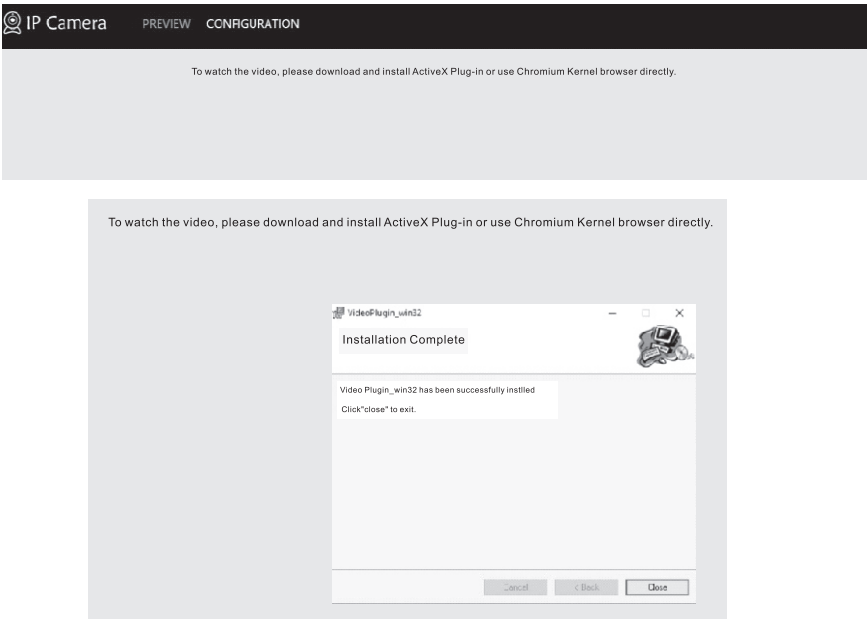 IP Camera PREVIEW CONFIGURATION
To watch the video, please download and install ActiveX Plug-in or use Chromium Kernel browser directly.
To watch the video, please download and install ActiveX Plug-in or use Chromium Kernel browser directly.
VideoPlugin_win32
Installation Complete
Video Plugin_win32 has been successfully instlled
Click"close" to exit.
Cancel < Back Close